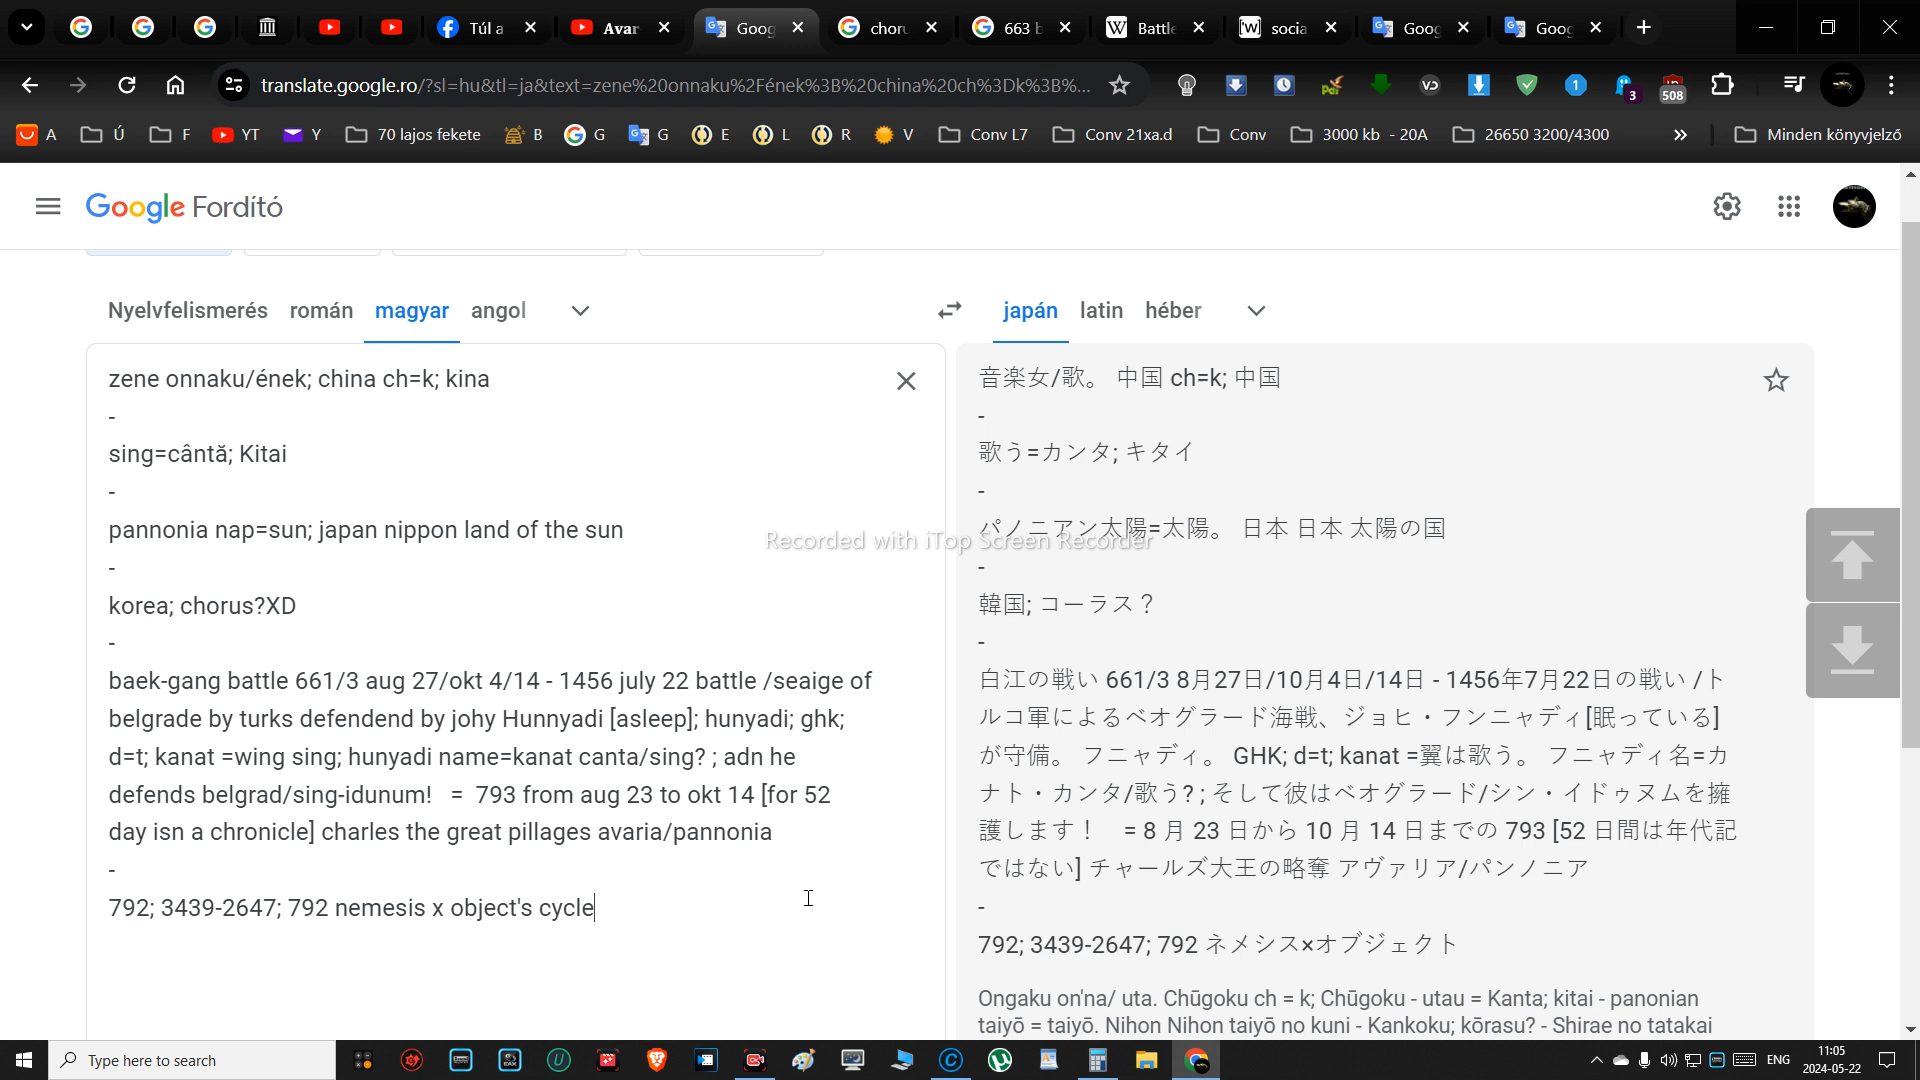 Túl a
Avar
Goog
choru
663 b
Battle
socia
Goog
Goog
translate.google.ro/?sl=hu&tl=ja&text=zene%20onnaku%2Fének%3B%20china%20ch%3Dk%3B%...
3
508
A
Ú
F
YT
Y
70 lajos fekete
B
G
G
E
L
R
V
Conv L7
Conv 21xa.d
Conv
3000 kb - 20A
26650 3200/4300
»
Minden könyvjelző
Google Fordító
Nyelvfelismerés román magyar angol
japán latin héber
zene onnaku/ének; china ch=k; kina
-
sing=cântă; Kitai
-
pannonia nap=sun; japan nippon land of the sun
-
korea; chorus?XD
-
baek-gang battle 661/3 aug 27/okt 4/14 - 1456 july 22 battle /seaige of
belgrade by turks defendend by johy Hunnyadi [asleep]; hunyadi; ghk;
d=t; kanat =wing sing; hunyadi name=kanat canta/sing? ; adn he
defends belgrad/sing-idunum!   =  793 from aug 23 to okt 14 [for 52
day isn a chronicle] charles the great pillages avaria/pannonia
-
792; 3439-2647; 792 nemesis x object's cycle
音楽女/歌。 中国 ch=k; 中国
-
歌う=カンタ; キタイ
-
パノニアン太陽=太陽。 日本 日本 太陽の国
-
韓国; コーラス？
-
白江の戦い 661/3 8月27日/10月4日/14日 - 1456年7月22日の戦い /ト
ルコ軍によるベオグラード海戦、ジョヒ・フンニャディ[眠っている]
が守備。 フニャディ。 GHK; d=t; kanat =翼は歌う。 フニャディ名=カ
ナト・カンタ/歌う? ; そして彼はベオグラード/シン・イドゥヌムを擁
護します！　= 8 月 23 日から 10 月 14 日までの 793 [52 日間は年代記
ではない] チャールズ大王の略奪 アヴァリア/パンノニア
-
792; 3439-2647; 792 ネメシス×オブジェクト
Ongaku on'na/ uta. Chūgoku ch = k; Chūgoku - utau = Kanta; kitai - panonian
taiyō = taiyō. Nihon Nihon taiyō no kuni - Kankoku; kōrasu? - Shirae no tatakai
Recorded with iTop Screen Recorder
Type here to search
ENG
11:05
2024-05-22